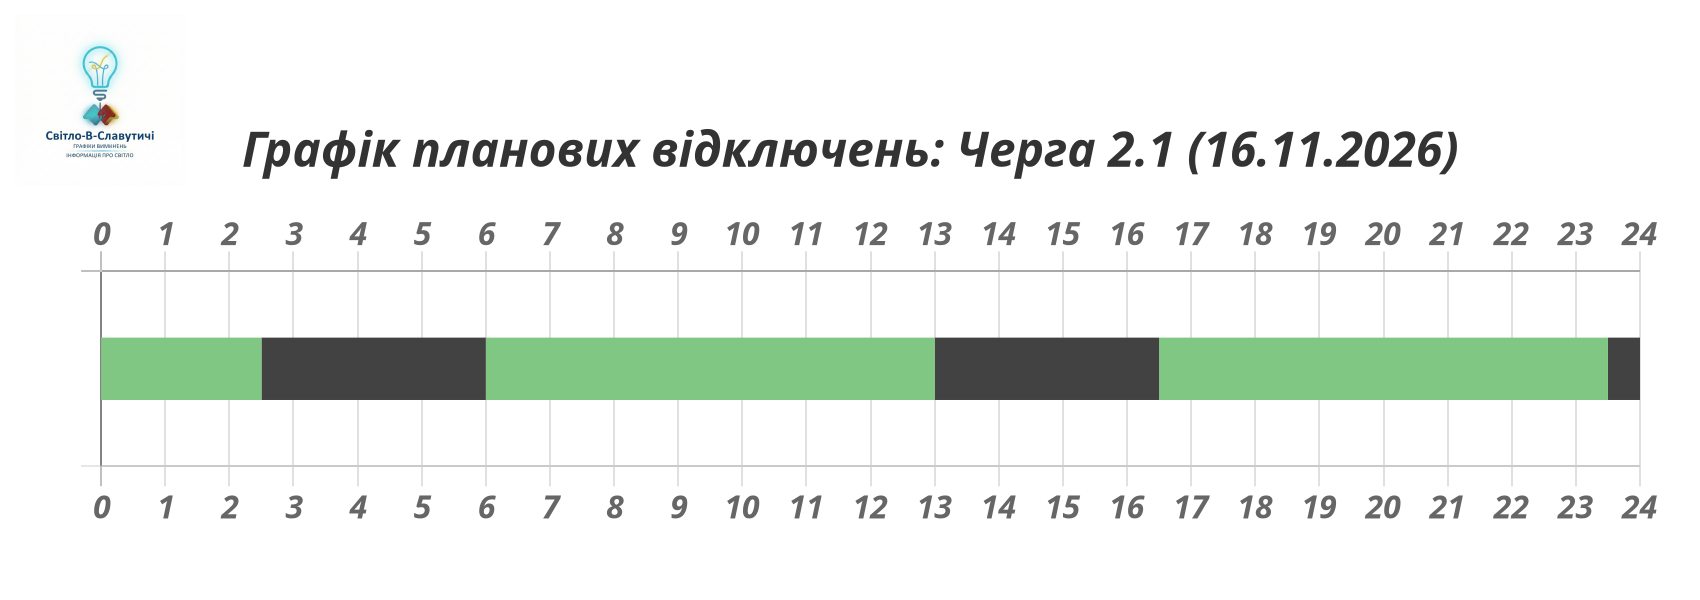 Світло-В-Славутичі
ГРАФІКИ ВИМКНЕНЬ
ІНФОРМАЦІЯ ПРО СВІТЛО
Графік планових відключень: Черга 2.1 (16.11.2026)
0 1 2 3 4 5 6 7 8 9 10 11 12 13 14 15 16 17 18 19 20 21 22 23 24
0 1 2 3 4 5 6 7 8 9 10 11 12 13 14 15 16 17 18 19 20 21 22 23 24